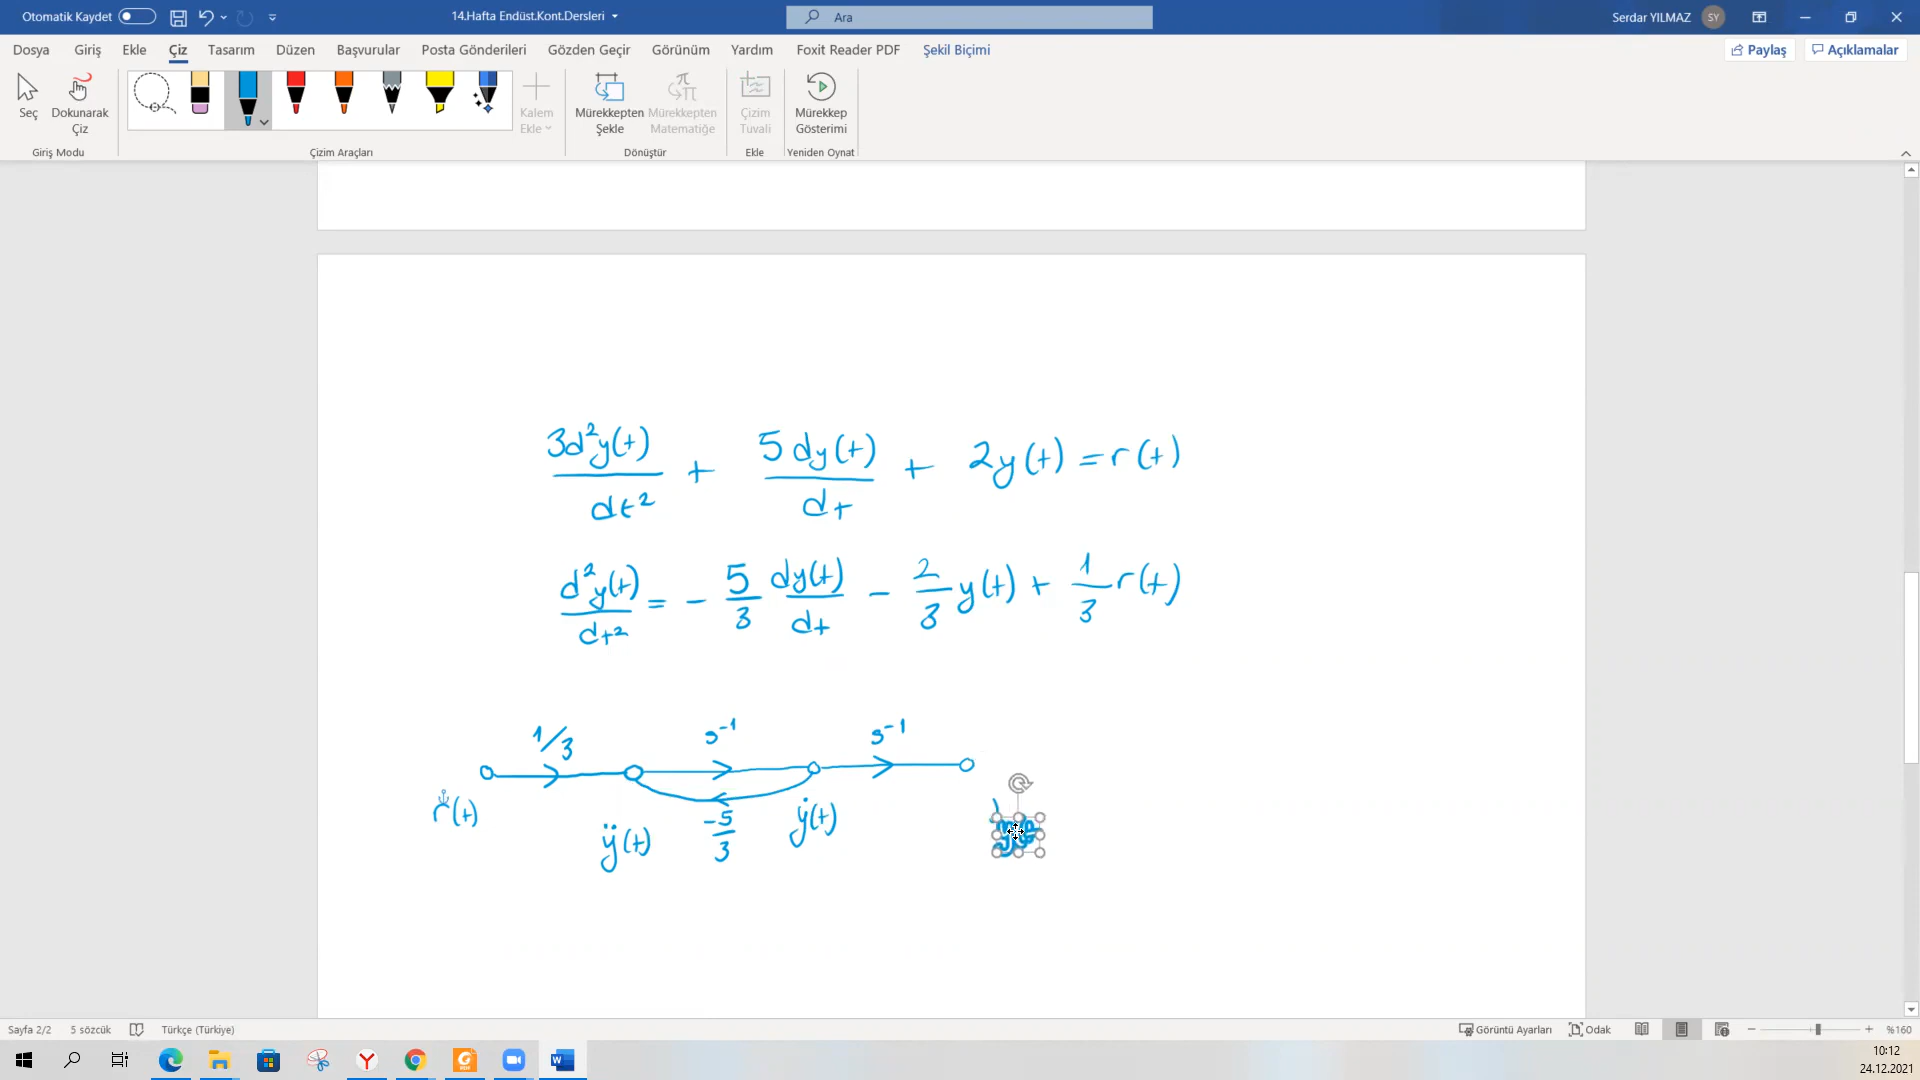 Otomatik Kaydet 14.Hafta Endüst.Kont.Dersleri Ara Serdar YILMAZ SY
Dosya Giriş Ekle Çiz Tasarım Düzen Başvurular Posta Gönderileri Gözden Geçir Görünüm Yardım Foxit Reader PDF Şekil Biçimi Paylaş Açıklamalar
Seç Dokunarak Çiz Kalem Ekle Mürekkepten Şekle Mürekkepten Matematiğe Çizim Tuvali Mürekkep Gösterimi
Giriş Modu Çizim Araçları Dönüştür Ekle Yeniden Oynat
3d²y(t)/dt² + 5dy(t)/dt + 2y(t) = r(t)
d²y(t)/dt² = - 5/3 dy(t)/dt - 2/3 y(t) + 1/3 r(t)
1/3 s⁻¹ s⁻¹
r(t) ÿ(t) -5/3 ẏ(t)
Sayfa 2/2 5 sözcük Türkçe (Türkiye) Görüntü Ayarları Odak %160
10:12
24.12.2021